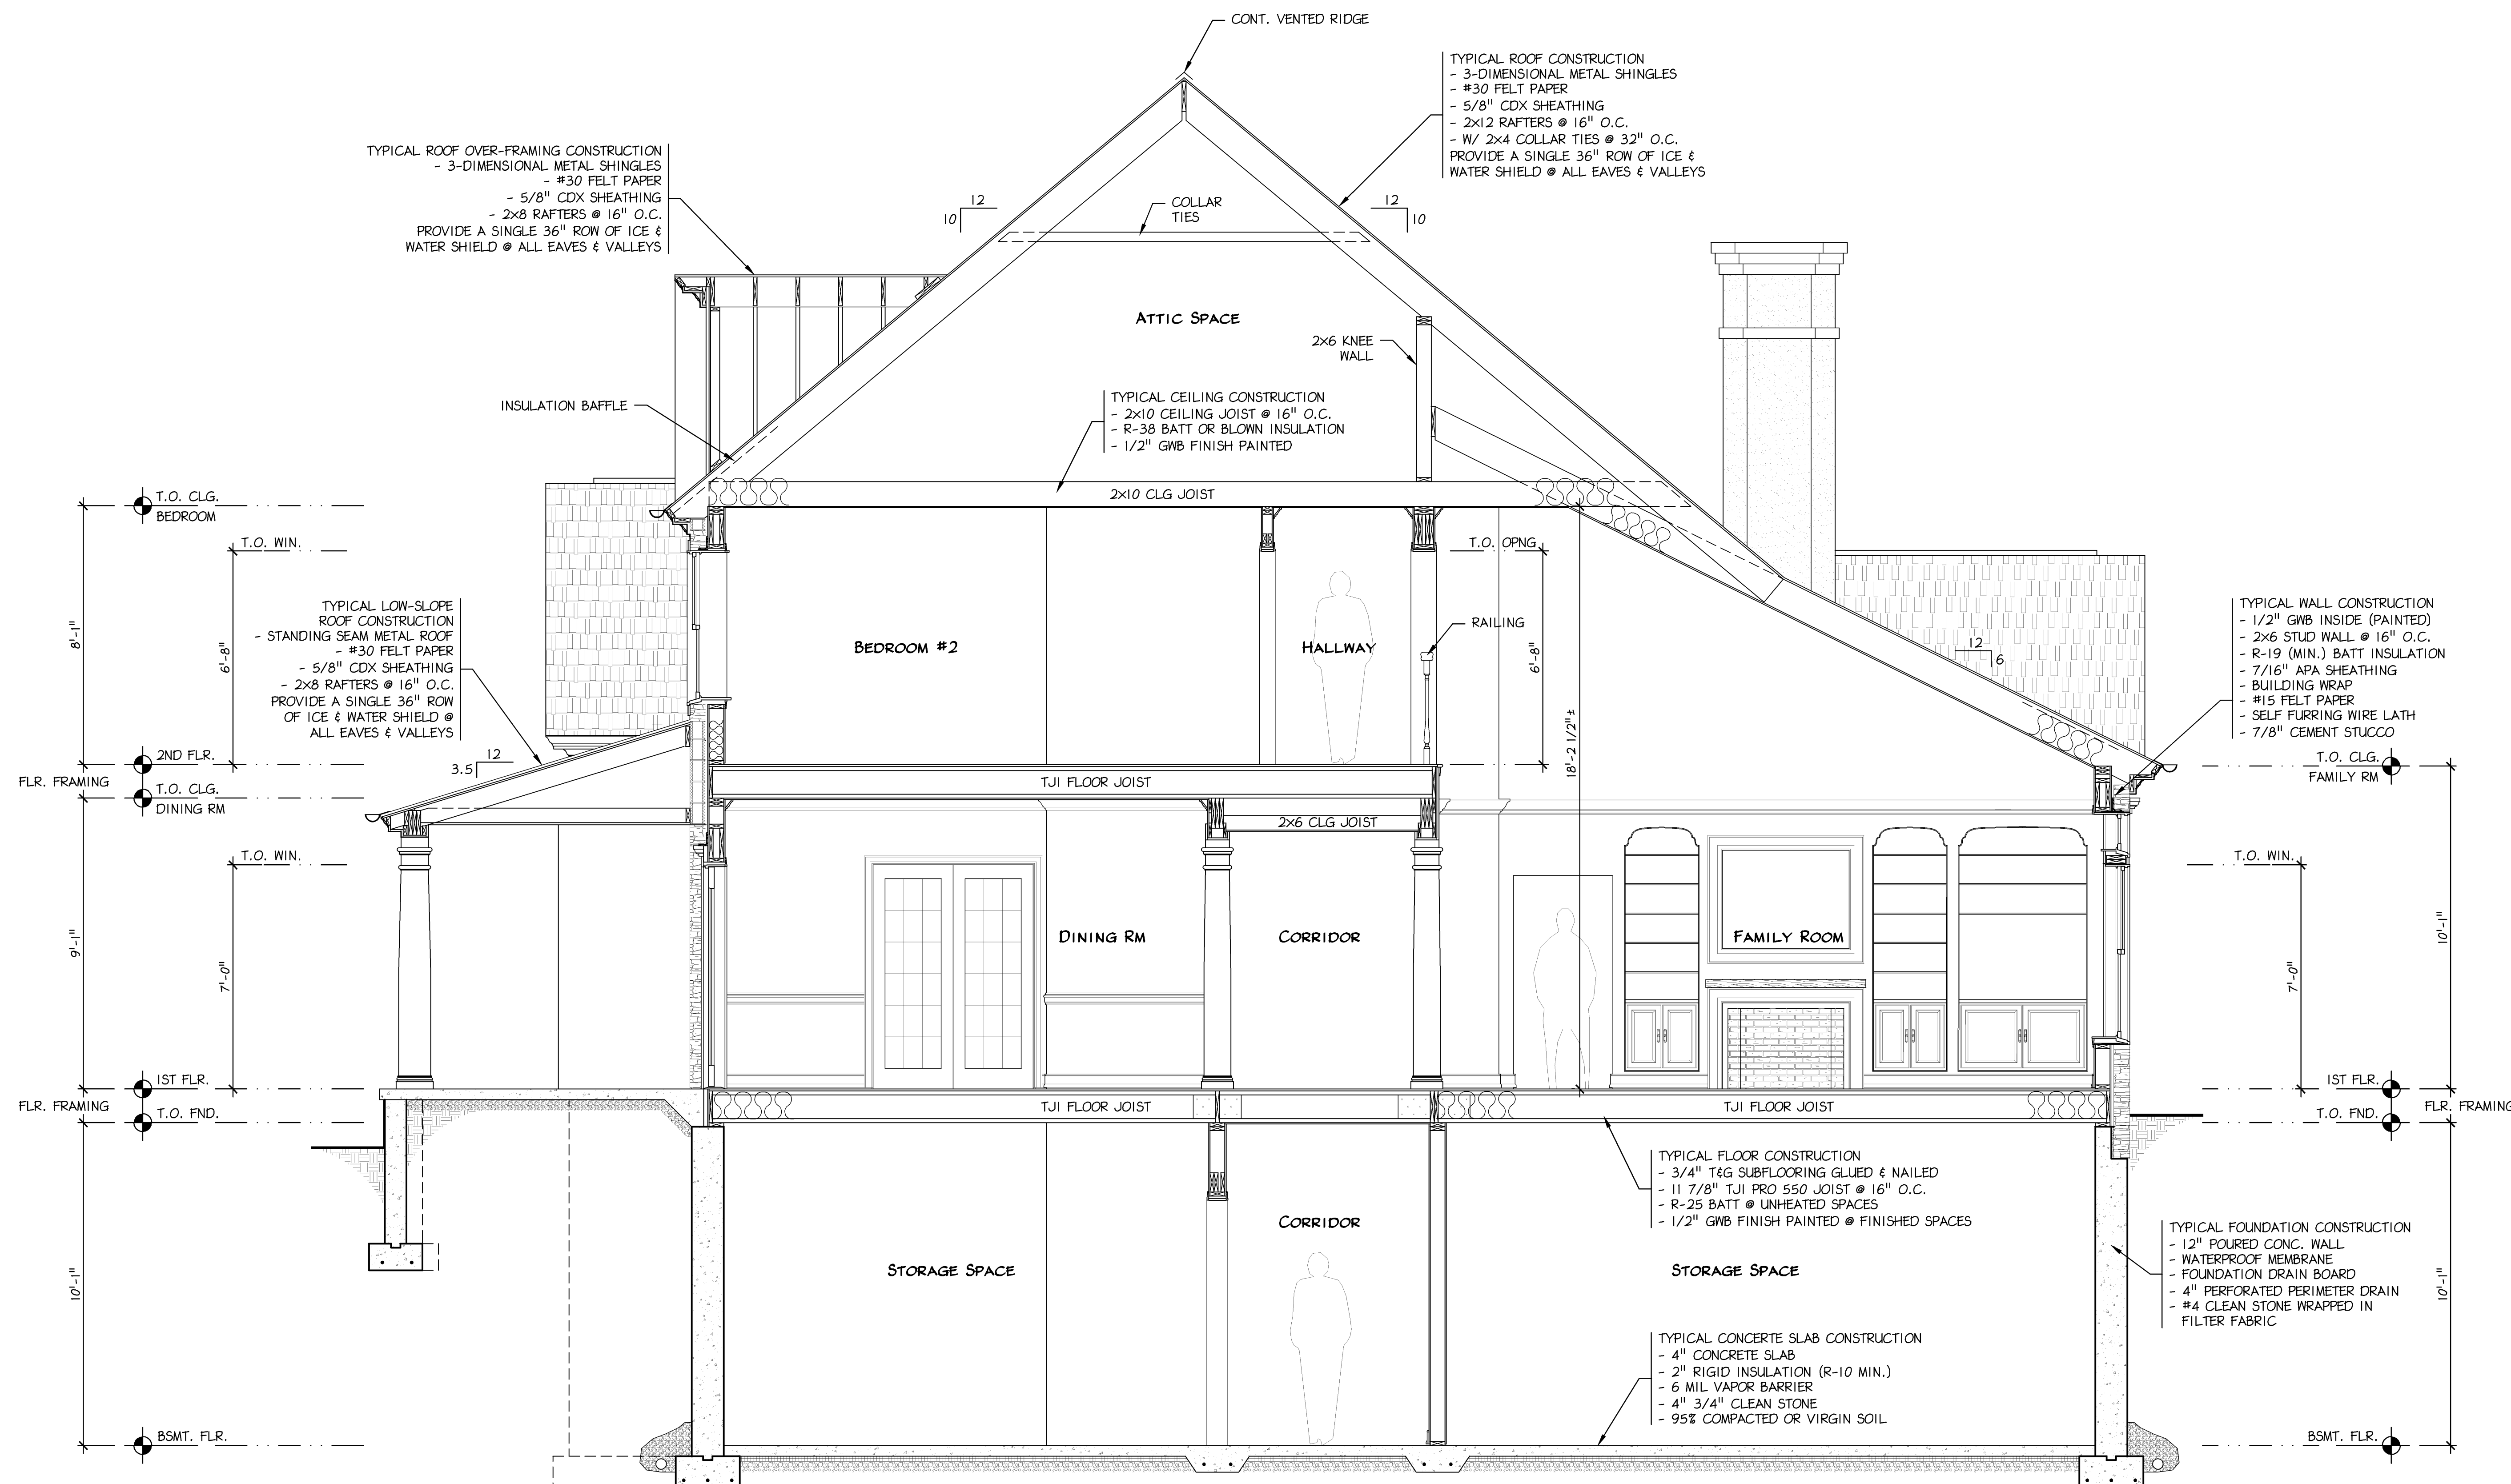 CONT. VENTED RIDGE
TYPICAL ROOF CONSTRUCTION
- 3-DIMENSIONAL METAL SHINGLES
- #30 FELT PAPER
- 5/8" CDX SHEATHING
- 2x12 RAFTERS @ 16" O.C.
- W/ 2x4 COLLAR TIES @ 32" O.C.
PROVIDE A SINGLE 36" ROW OF ICE &
WATER SHIELD @ ALL EAVES & VALLEYS
TYPICAL ROOF OVER-FRAMING CONSTRUCTION
- 3-DIMENSIONAL METAL SHINGLES
- #30 FELT PAPER
- 5/8" CDX SHEATHING
- 2x8 RAFTERS @ 16" O.C.
PROVIDE A SINGLE 36" ROW OF ICE &
WATER SHIELD @ ALL EAVES & VALLEYS
12
10
COLLAR
TIES
12
10
ATTIC SPACE
2x6 KNEE
WALL
INSULATION BAFFLE
TYPICAL CEILING CONSTRUCTION
- 2x10 CEILING JOIST @ 16" O.C.
- R-38 BATT OR BLOWN INSULATION
- 1/2" GWB FINISH PAINTED
2x10 CLG JOIST
T.O. CLG.
BEDROOM
T.O. WIN.
T.O. OPNG
8'-1"
6'-8"
TYPICAL LOW-SLOPE
ROOF CONSTRUCTION
- STANDING SEAM METAL ROOF
- #30 FELT PAPER
- 5/8" CDX SHEATHING
- 2x8 RAFTERS @ 16" O.C.
PROVIDE A SINGLE 36" ROW
OF ICE & WATER SHIELD @
ALL EAVES & VALLEYS
12
3.5
BEDROOM #2
HALLWAY
RAILING
6'-8"
18'-2 1/2"±
12
6
TYPICAL WALL CONSTRUCTION
- 1/2" GWB INSIDE (PAINTED)
- 2x6 STUD WALL @ 16" O.C.
- R-19 (MIN.) BATT INSULATION
- 7/16" APA SHEATHING
- BUILDING WRAP
- #15 FELT PAPER
- SELF FURRING WIRE LATH
- 7/8" CEMENT STUCCO
2ND FLR.
FLR. FRAMING
T.O. CLG.
DINING RM
T.O. CLG.
FAMILY RM
TJI FLOOR JOIST
2x6 CLG JOIST
T.O. WIN.
T.O. WIN.
9'-1"
7'-0"
DINING RM
CORRIDOR
FAMILY ROOM
7'-0"
10'-1"
1ST FLR.
FLR. FRAMING
T.O. FND.
TJI FLOOR JOIST
TJI FLOOR JOIST
1ST FLR.
FLR. FRAMING
T.O. FND.
TYPICAL FLOOR CONSTRUCTION
- 3/4" T&G SUBFLOORING GLUED & NAILED
- 11 7/8" TJI PRO 550 JOIST @ 16" O.C.
- R-25 BATT @ UNHEATED SPACES
- 1/2" GWB FINISH PAINTED @ FINISHED SPACES
10'-1"
STORAGE SPACE
CORRIDOR
STORAGE SPACE
TYPICAL FOUNDATION CONSTRUCTION
- 12" POURED CONC. WALL
- WATERPROOF MEMBRANE
- FOUNDATION DRAIN BOARD
- 4" PERFORATED PERIMETER DRAIN
- #4 CLEAN STONE WRAPPED IN
FILTER FABRIC
10'-1"
TYPICAL CONCERTE SLAB CONSTRUCTION
- 4" CONCRETE SLAB
- 2" RIGID INSULATION (R-10 MIN.)
- 6 MIL VAPOR BARRIER
- 4" 3/4" CLEAN STONE
- 95% COMPACTED OR VIRGIN SOIL
BSMT. FLR.
BSMT. FLR.